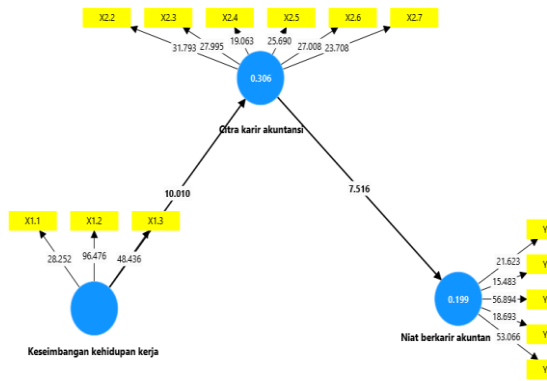 X2.2 X2.3 X2.4 X2.5 X2.6 X2.7
31.793 27.995 19.063 25.690 27.008 23.708
0.306
Citra karir akuntansi
10.010
7.516
X1.1 X1.2 X1.3
28.252 96.476 48.436
Keseimbangan kehidupan kerja
Y
21.623
Y
15.483
0.199
56.894
Y
18.693
Y
Niat berkarir akuntan
53.066
Y